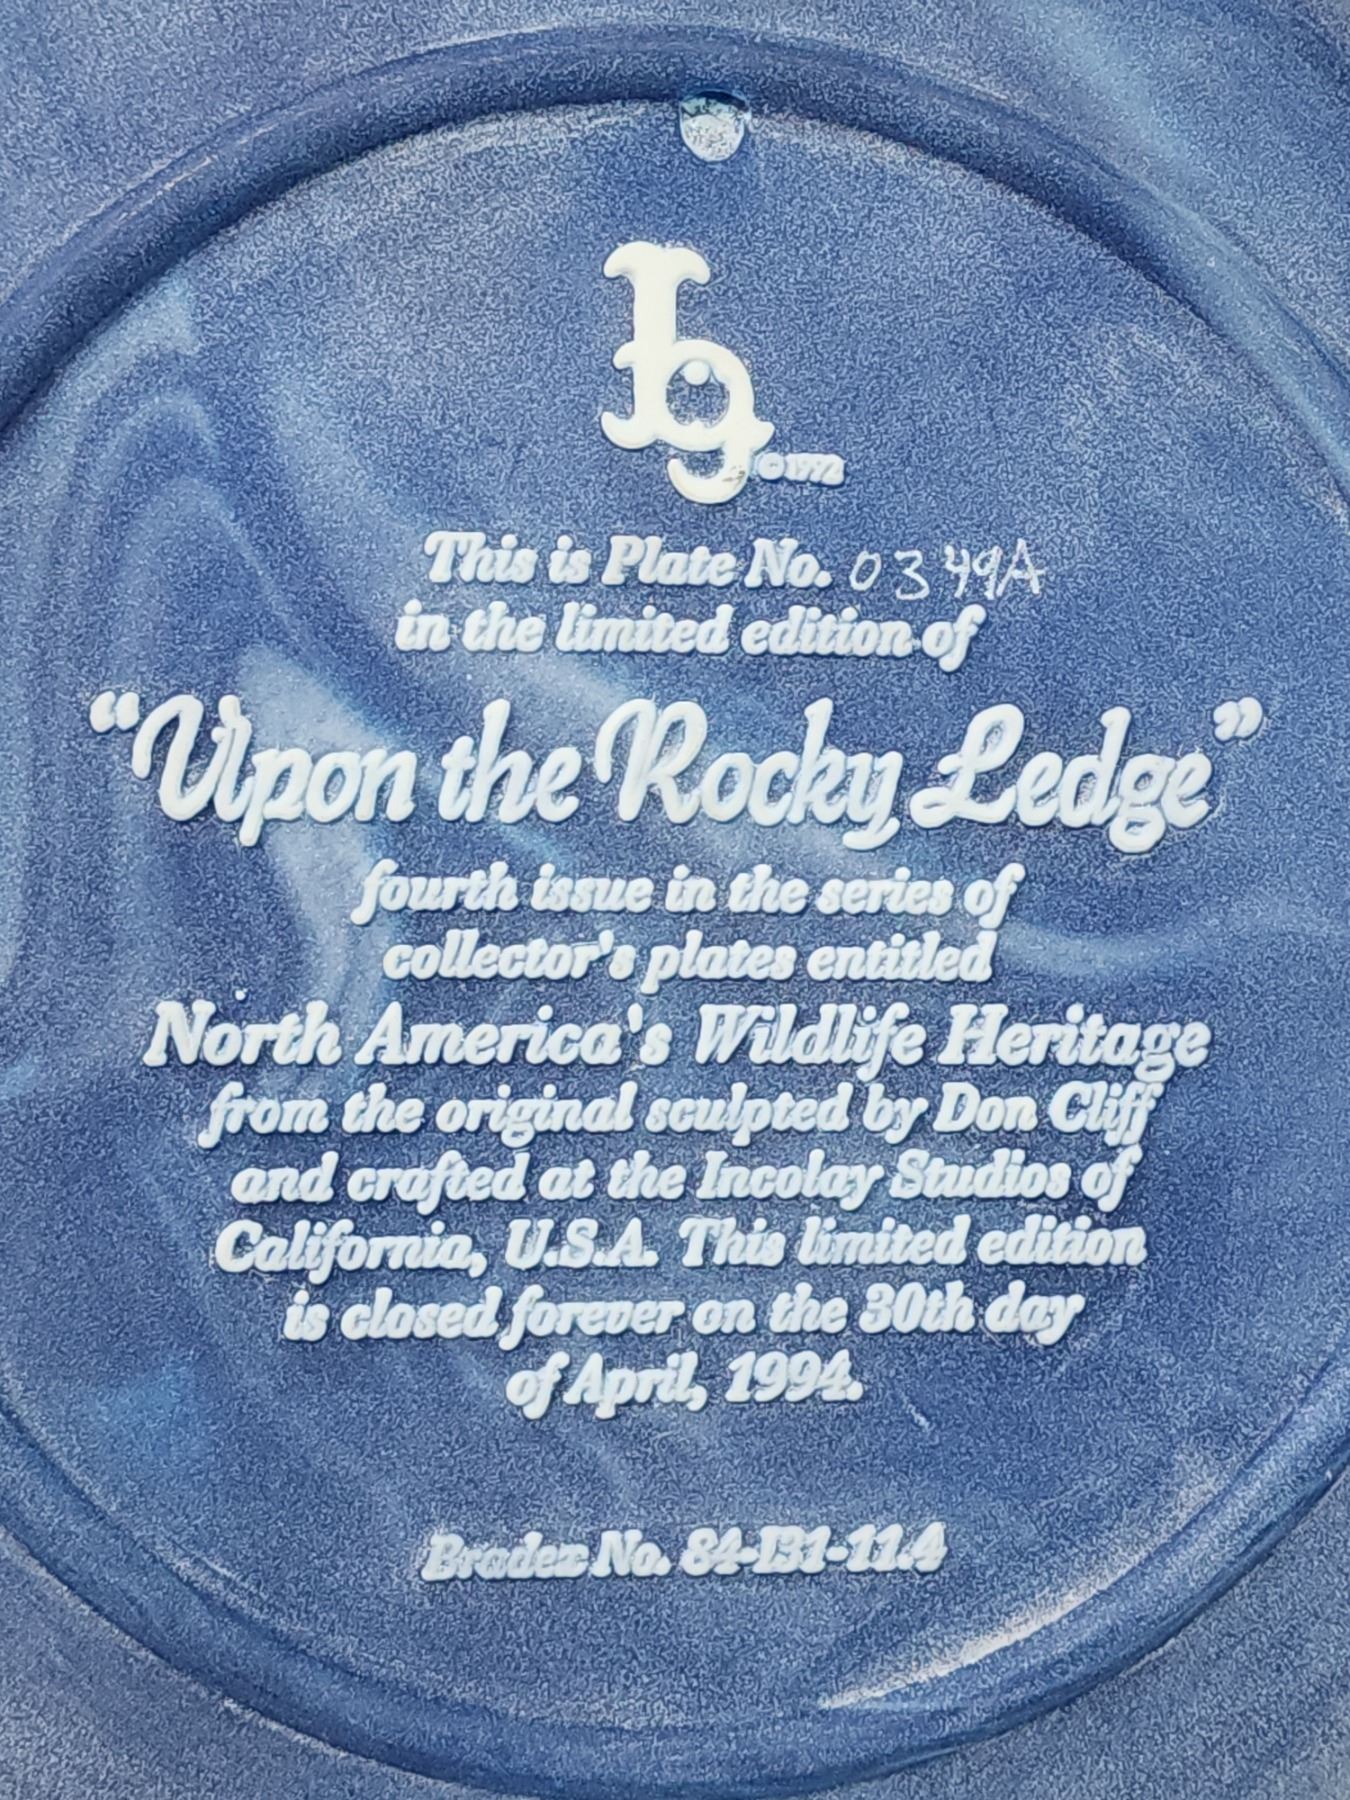 Ig
This is Plate No. 0349A
in the limited edition of
"Upon the Rocky Ledge"
fourth issue in the series of
collector's plates entitled
North America's Wildlife Heritage
from the original sculpted by Don Cliff
and crafted at the Incolay Studios of
California, U.S.A. This limited edition
is closed forever on the 30th day
of April, 1994.
Bradex No. 84-I31-11.4